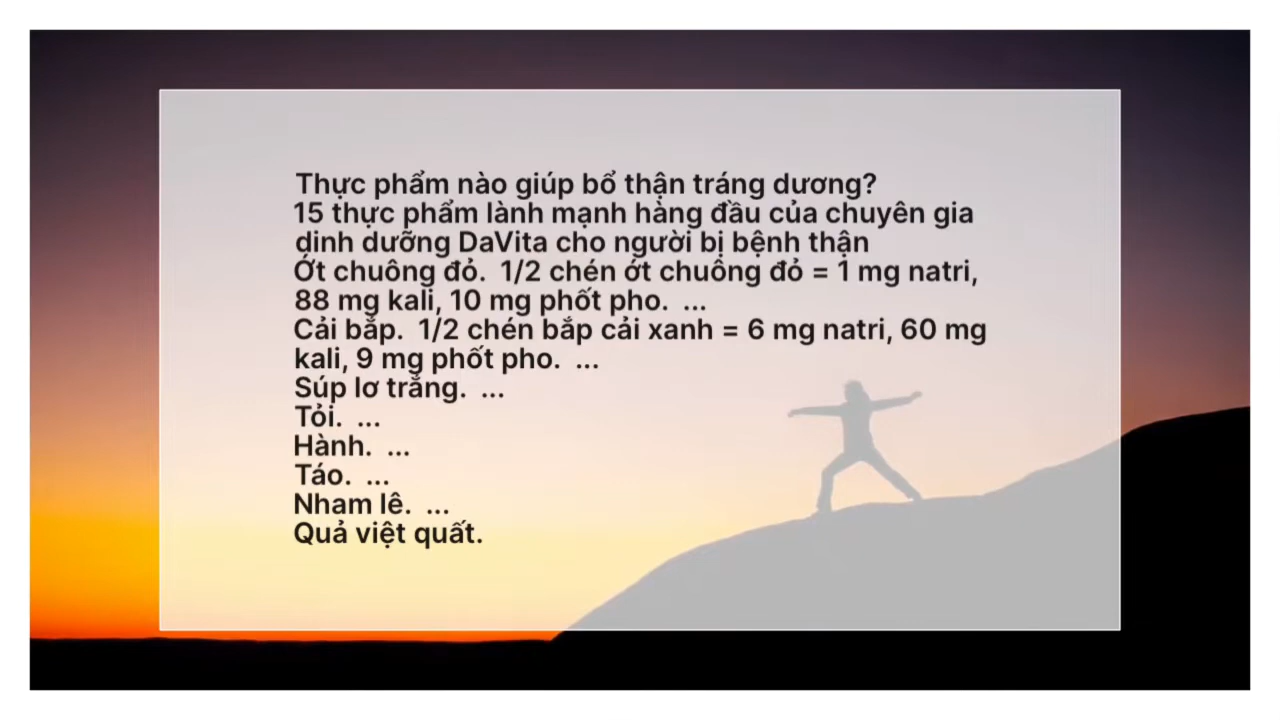 Thực phẩm nào giúp bổ thận tráng dương?
15 thực phẩm lành mạnh hàng đầu của chuyên gia
dinh dưỡng DaVita cho người bị bệnh thận
Ớt chuông đỏ.  1/2 chén ớt chuông đỏ = 1 mg natri,
88 mg kali, 10 mg phốt pho.  ...
Cải bắp.  1/2 chén bắp cải xanh = 6 mg natri, 60 mg
kali, 9 mg phốt pho.  ...
Súp lơ trắng.  ...
Tỏi.  ...
Hành.  ...
Táo.  ...
Nham lê.  ...
Quả việt quất.